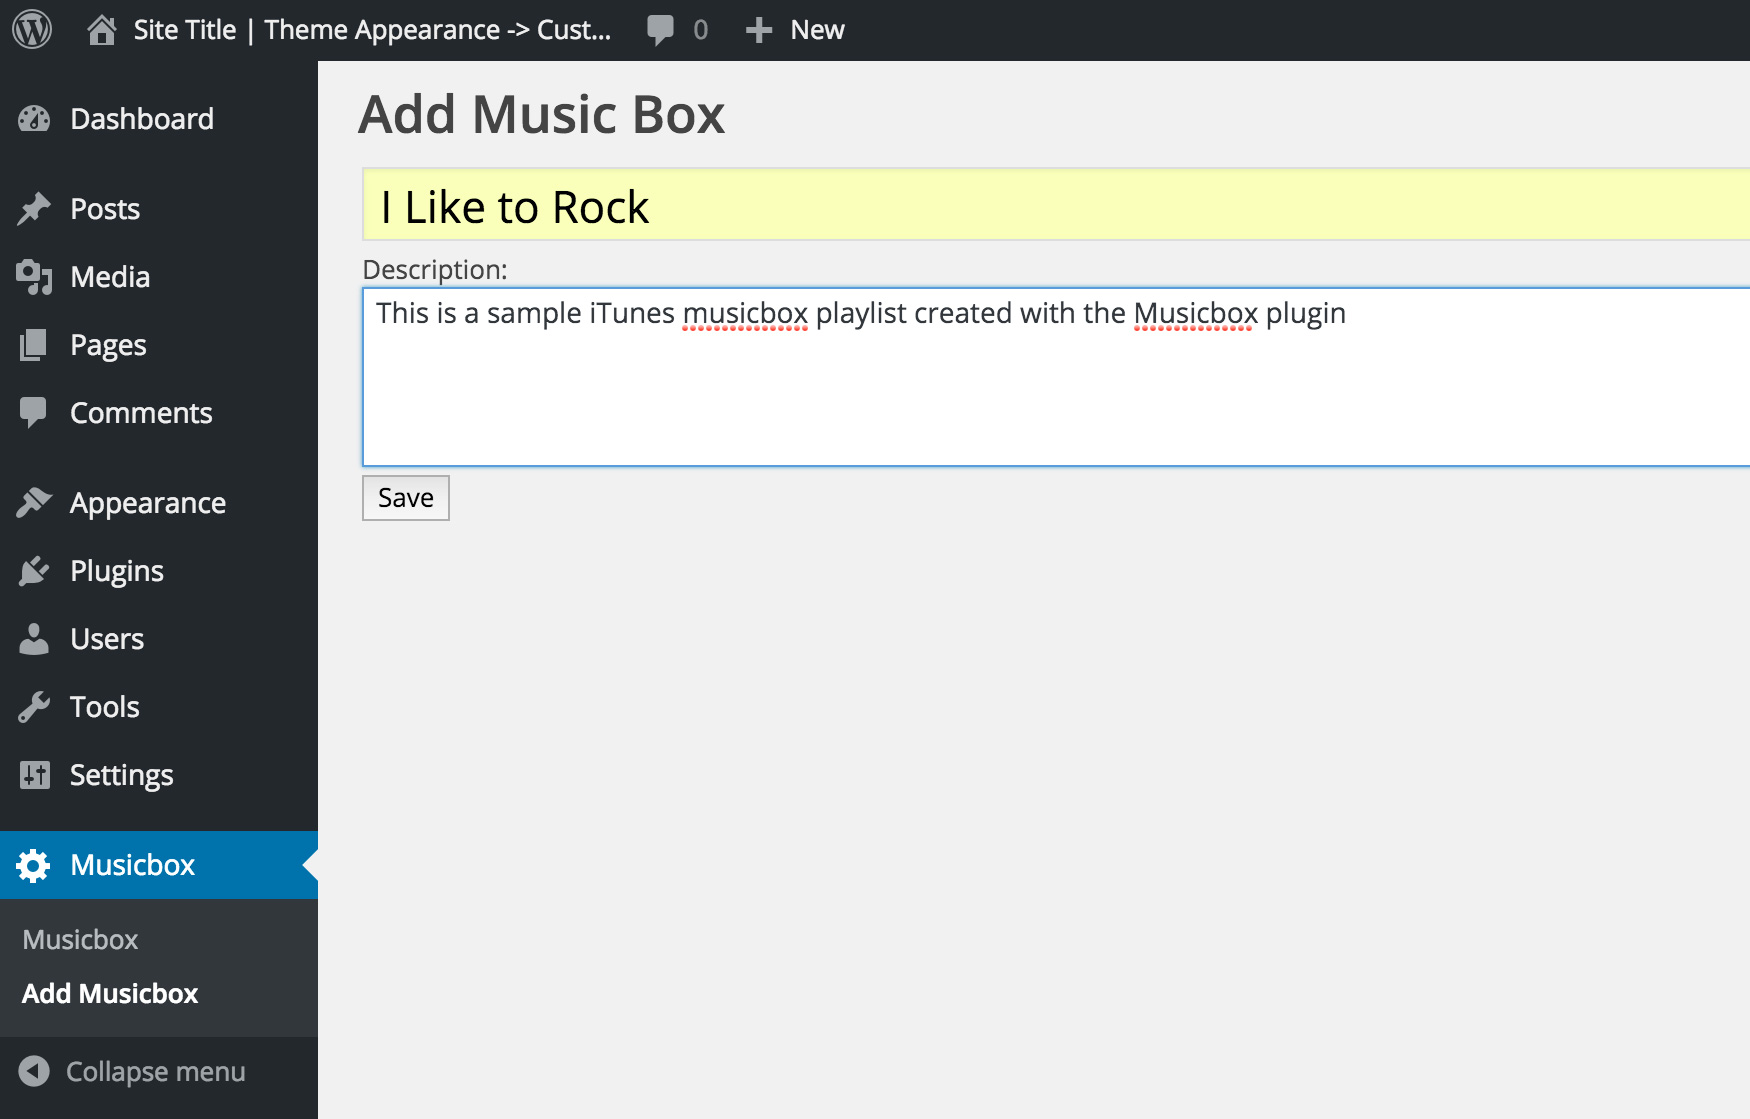 Site Title | Theme Appearance -> Cust...
0
New
Dashboard
Posts
Media
Pages
Comments
Appearance
Plugins
Users
Tools
Settings
Musicbox
Musicbox
Add Musicbox
Collapse menu
Add Music Box
I Like to Rock
Description:
This is a sample iTunes musicbox playlist created with the Musicbox plugin
Save